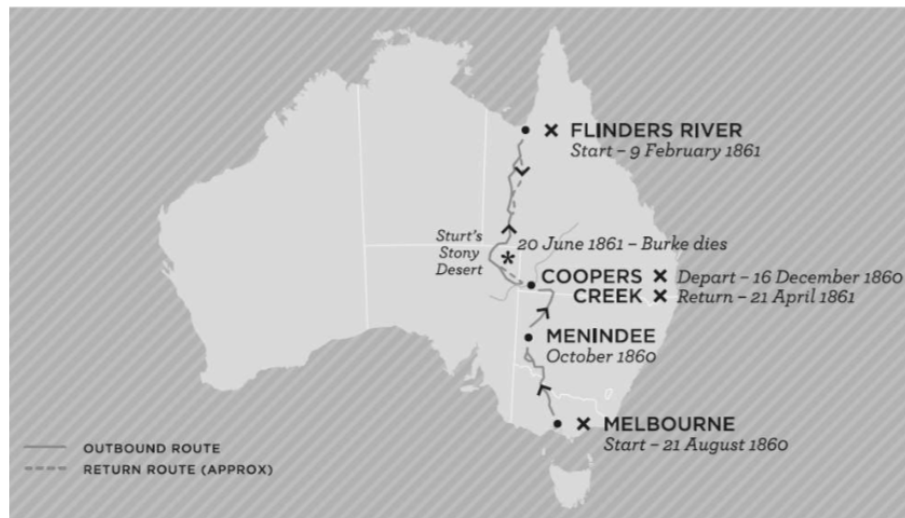 FLINDERS RIVER
Start – 9 February 1861
Sturt's
Stony
Desert
20 June 1861 – Burke dies
COOPERS Depart – 16 December 1860
CREEK Return – 21 April 1861
MENINDEE
October 1860
MELBOURNE
Start – 21 August 1860
OUTBOUND ROUTE
RETURN ROUTE (APPROX)